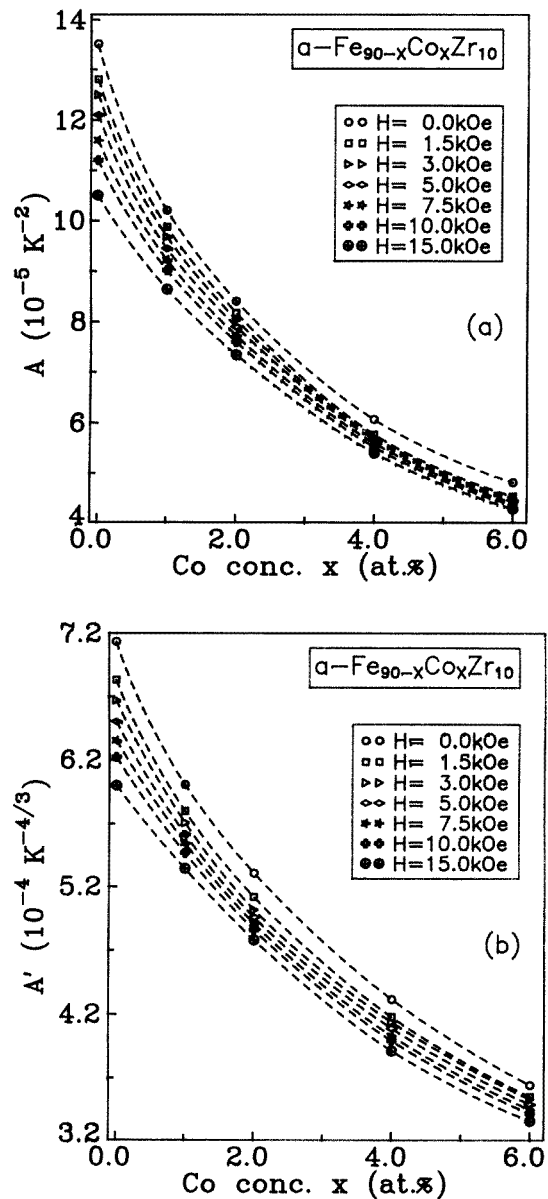 14
a−Fe90−XCoXZr10
12
H= 0.0kOe
H= 1.5kOe
H= 3.0kOe
H= 5.0kOe
H= 7.5kOe
H=10.0kOe
H=15.0kOe
10
A (10−5 K−2)
8
(a)
6
4
0.0 2.0 4.0 6.0
Co conc. x (at.%)
7.2
a−Fe90−XCoXZr10
6.2
H= 0.0kOe
H= 1.5kOe
H= 3.0kOe
H= 5.0kOe
H= 7.5kOe
H=10.0kOe
H=15.0kOe
5.2
A' (10−4 K−4/3)
(b)
4.2
3.2
0.0 2.0 4.0 6.0
Co conc. x (at.%)